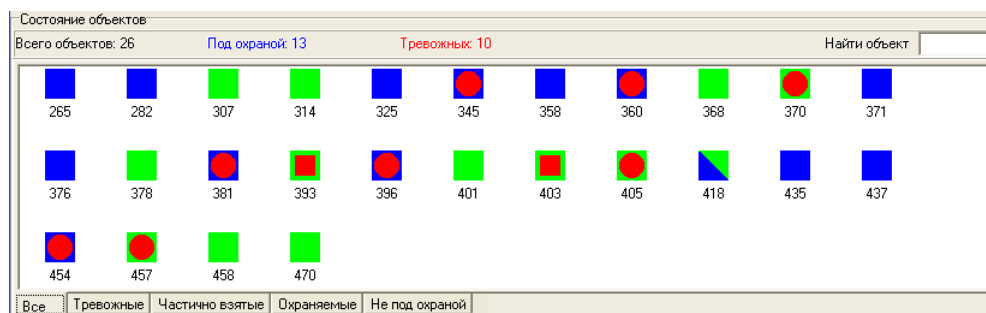 Состояние объектов
Всего объектов: 26 Под охраной: 13 Тревожных: 10 Найти объект
265 282 307 314 325 345 358 360 368 370 371
376 378 381 393 396 401 403 405 418 435 437
454 457 458 470
Все Тревожные Частично взятые Охраняемые Не под охраной